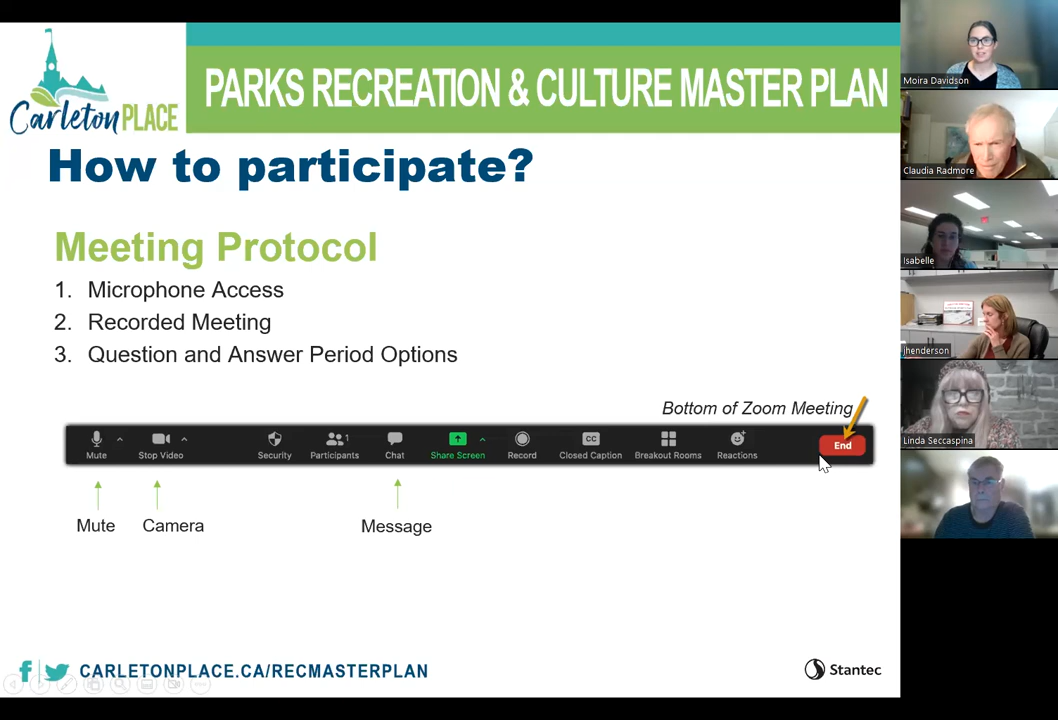 Carleton PLACE
PARKS RECREATION & CULTURE MASTER PLAN
How to participate?
Meeting Protocol
1. Microphone Access
2. Recorded Meeting
3. Question and Answer Period Options
Bottom of Zoom Meeting
Mute Stop Video Security Participants 1 Chat Share Screen Record CC Closed Caption Breakout Rooms Reactions End
Mute Camera Message
CARLETONPLACE.CA/RECMASTERPLAN
Stantec
Moira Davidson
Claudia Radmore
Isabelle
jhenderson
Linda Seccaspina